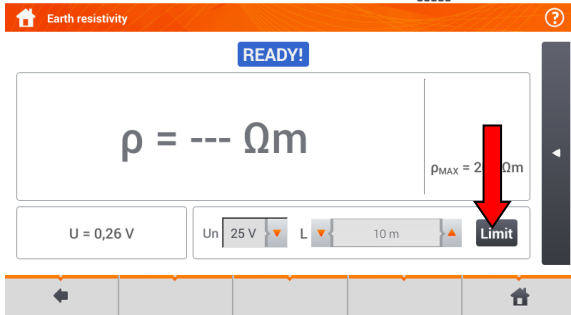 Earth resistivity
READY!
ρ = --- Ωm
ρMAX = 2 Ωm
U = 0,26 V
Un 25 V L 10 m Limit